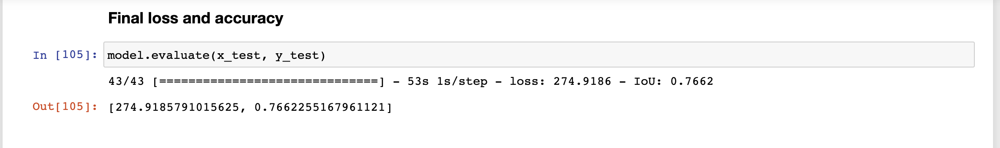 Final loss and accuracy
In [105]: model.evaluate(x_test, y_test)
43/43 [==============================] - 53s 1s/step - loss: 274.9186 - IoU: 0.7662
Out[105]: [274.9185791015625, 0.7662255167961121]